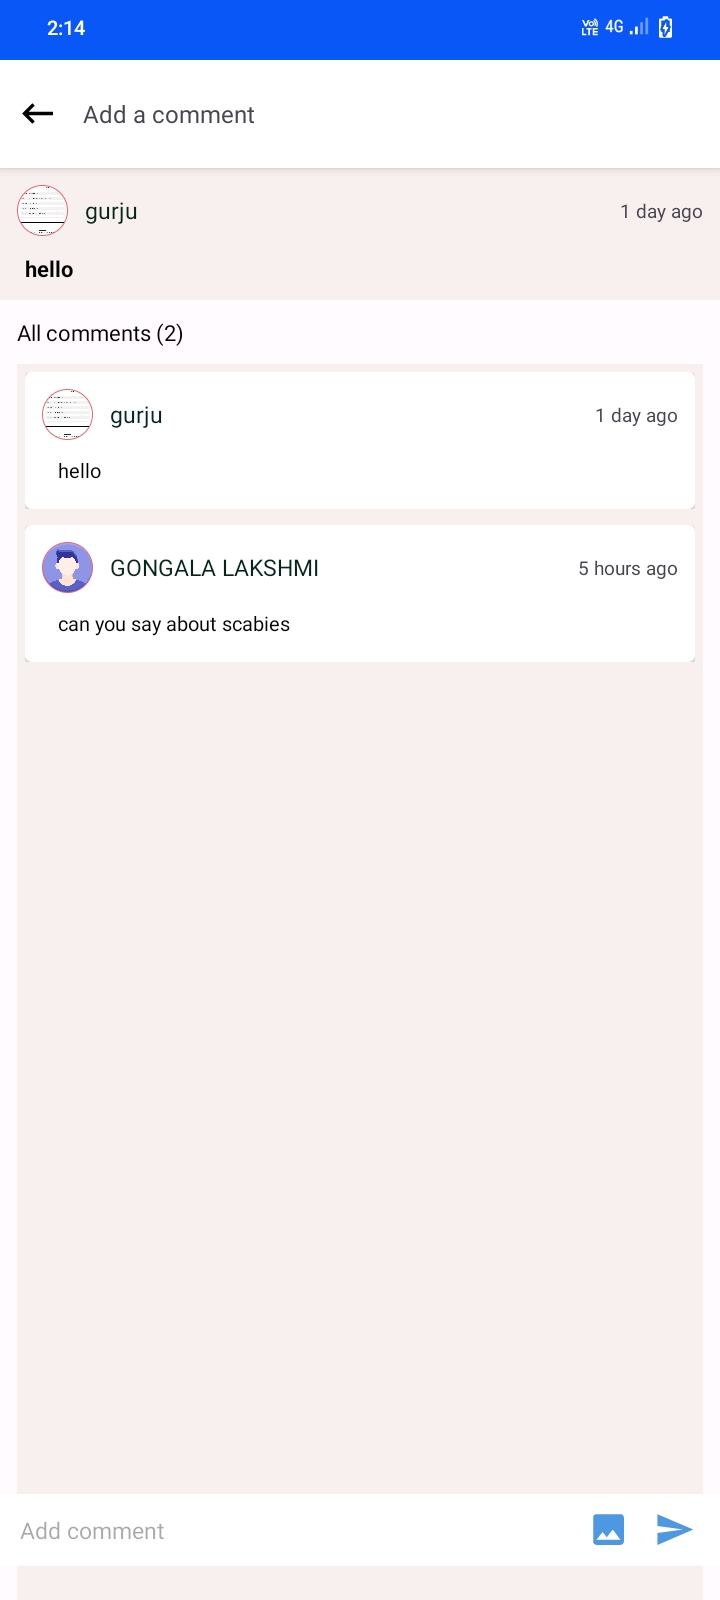 2:14
Vo) LTE 4G
Add a comment
gurju 1 day ago
hello
All comments (2)
gurju 1 day ago
hello
GONGALA LAKSHMI 5 hours ago
can you say about scabies
Add comment